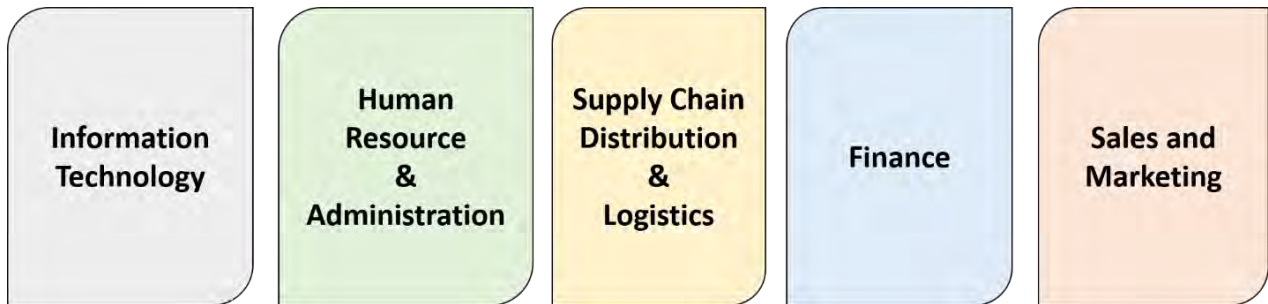 Information
Technology
Human
Resource
&
Administration
Supply Chain
Distribution
&
Logistics
Finance
Sales and
Marketing